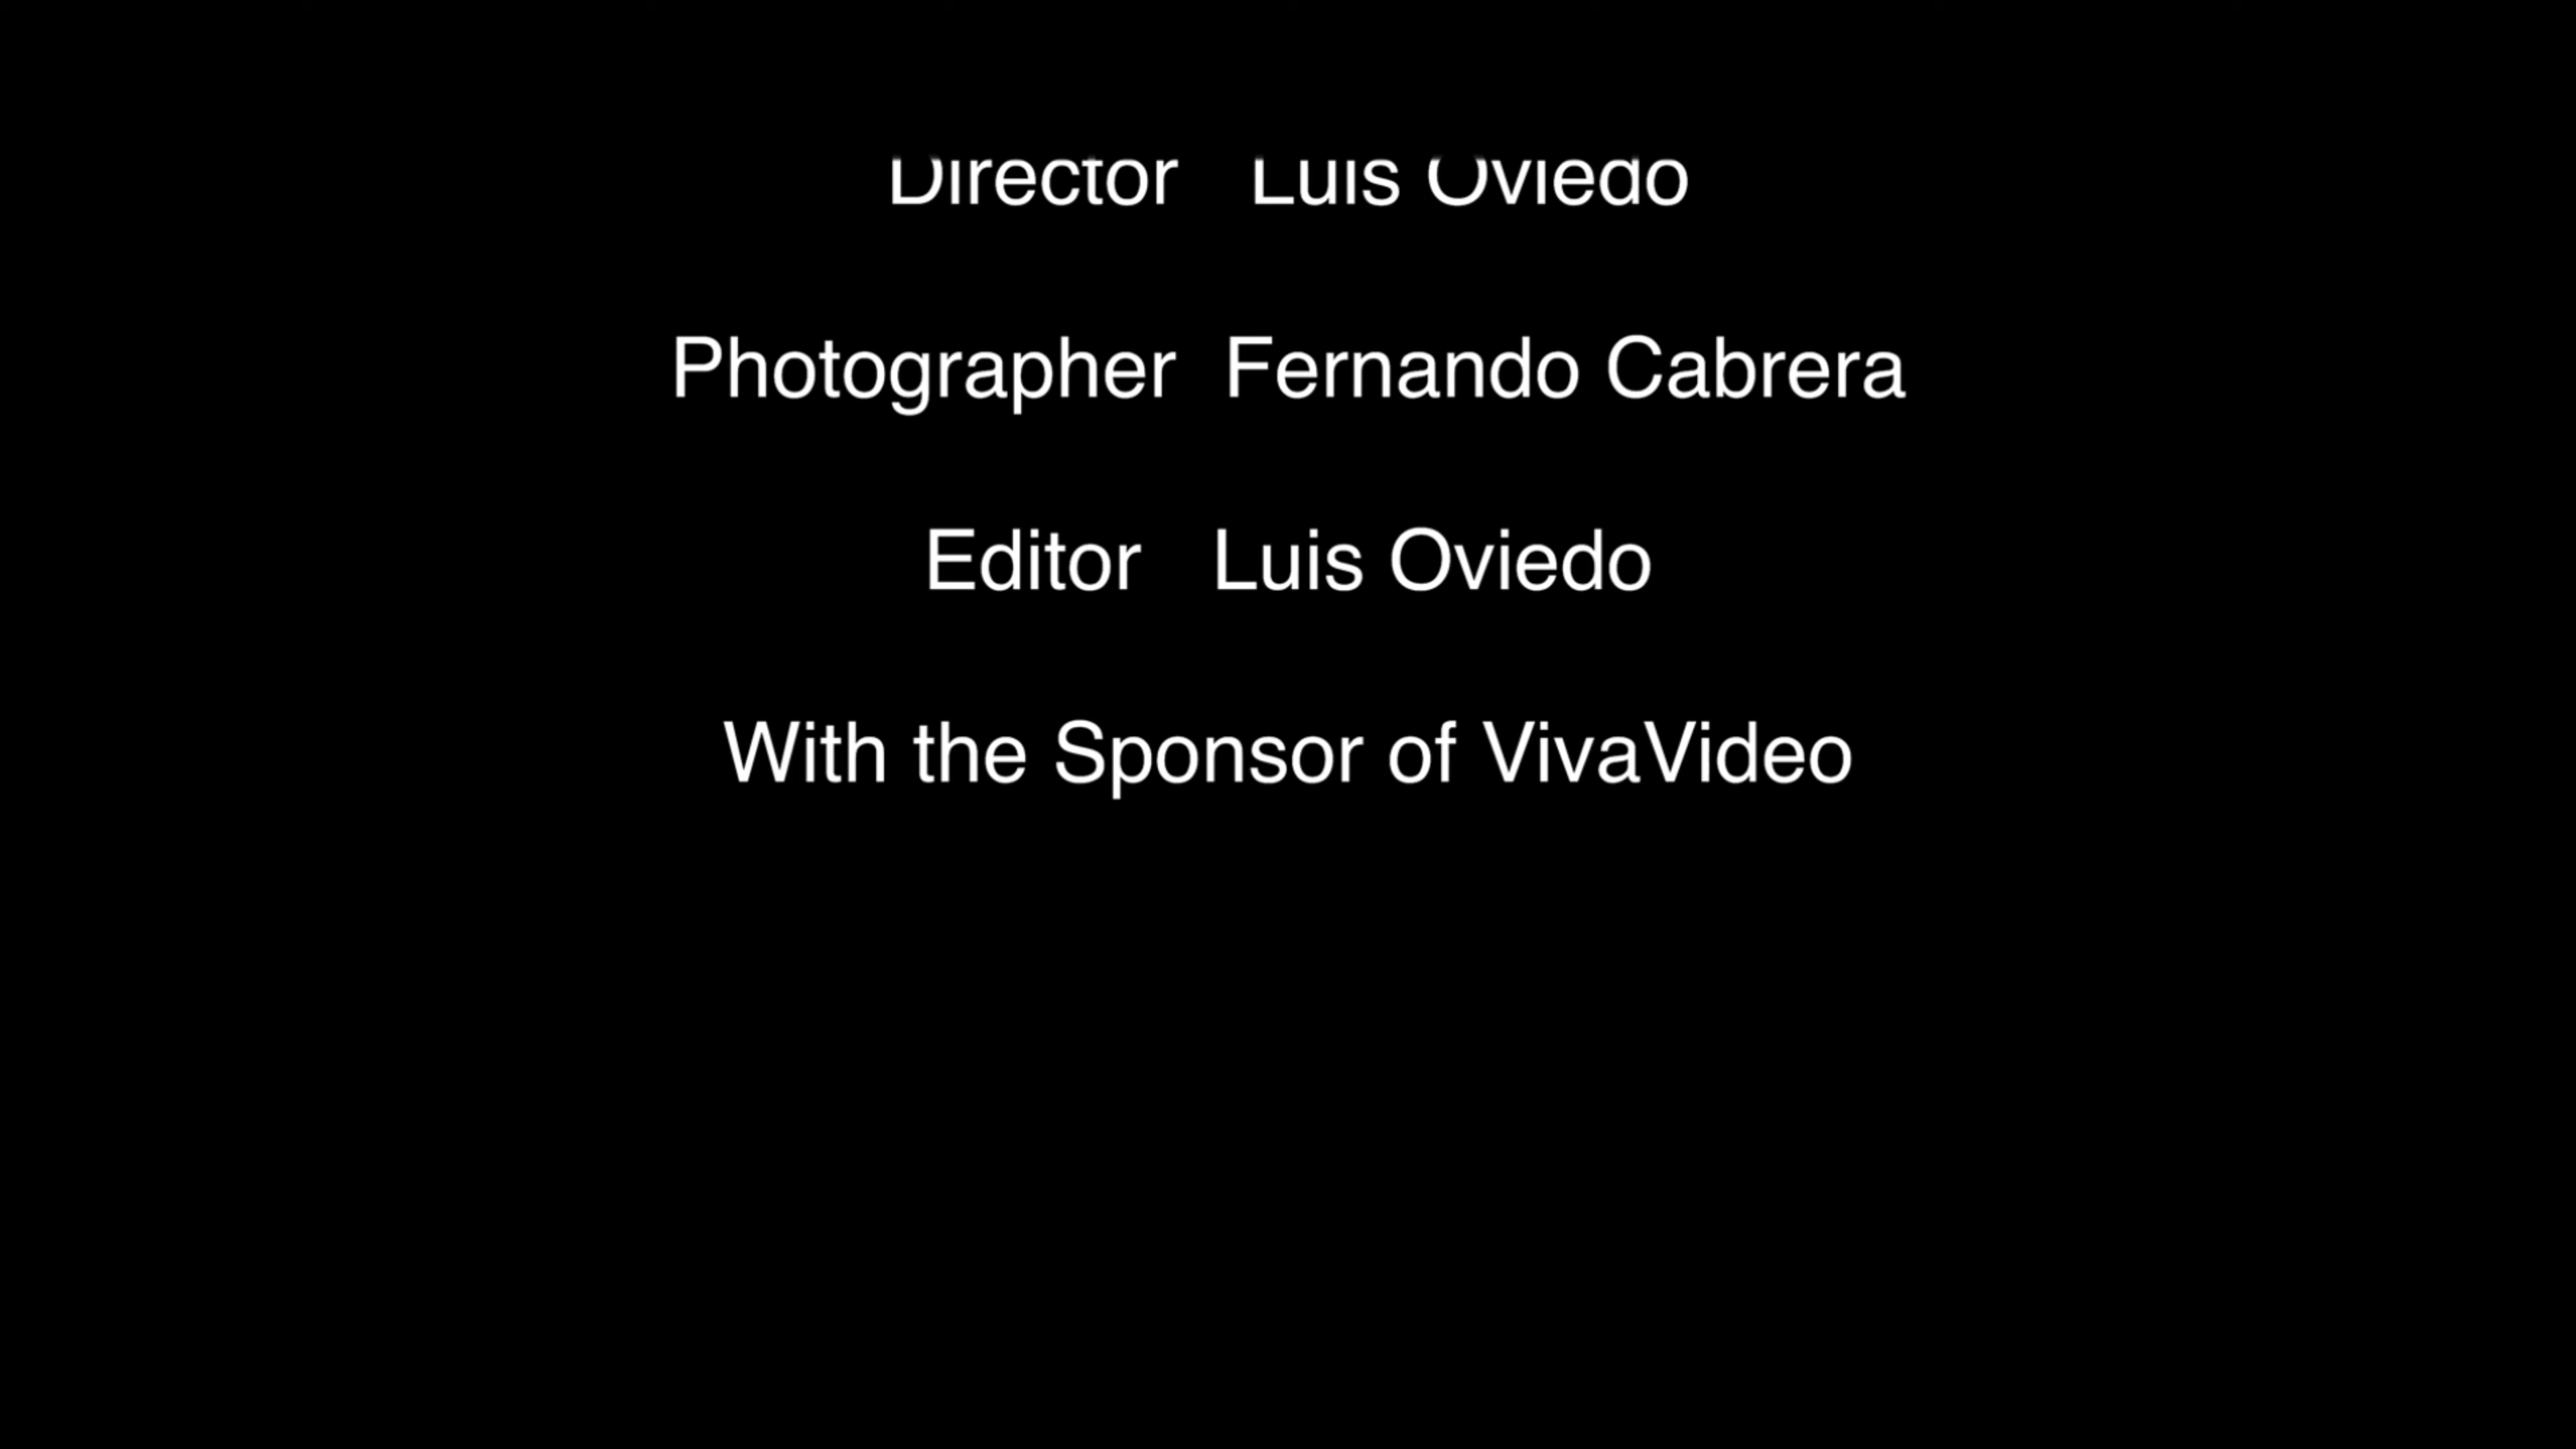 Director Luis Oviedo
Photographer Fernando Cabrera
Editor Luis Oviedo
With the Sponsor of VivaVideo